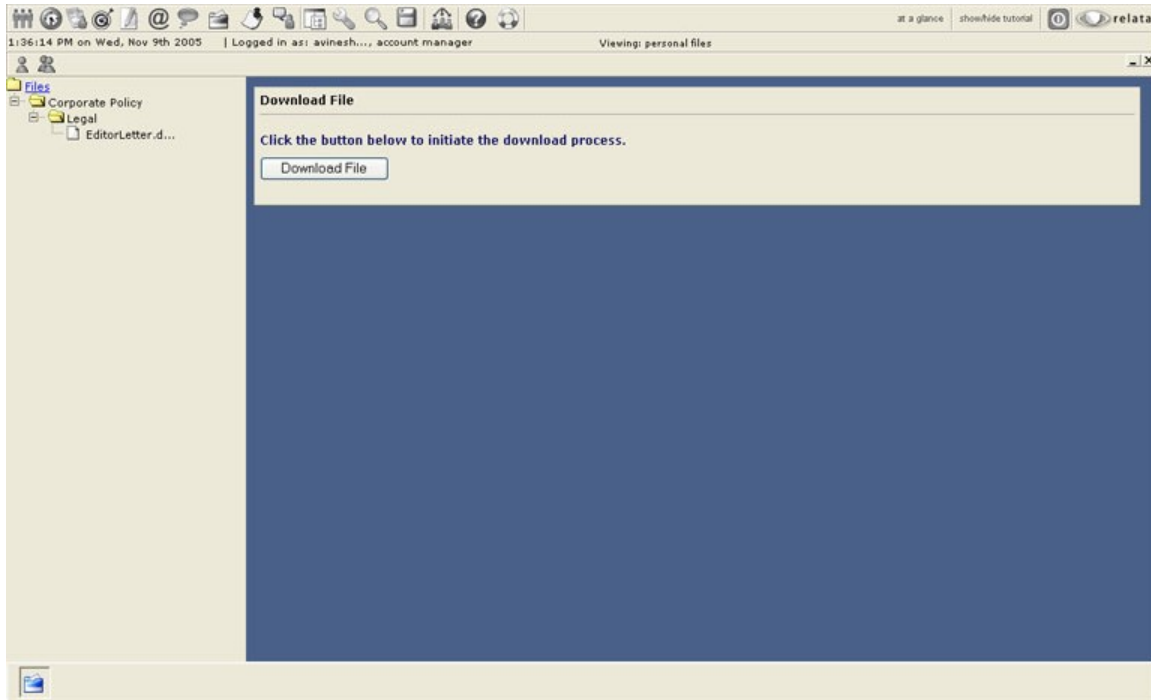 at a glance show/hide tutorial relata
1:36:14 PM on Wed, Nov 9th 2005 | Logged in as: avinesh..., account manager Viewing: personal files
Files
Corporate Policy
Legal
EditorLetter.d...
Download File
Click the button below to initiate the download process.
Download File